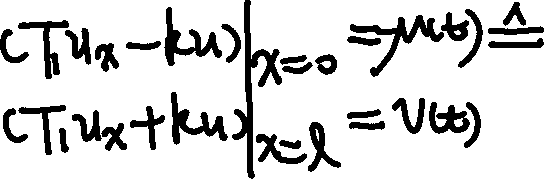 (T₁uₓ-ku)|ₓ₌₀=μ(t)≜
(T₁uₓ+ku)|ₓ₌ₗ=ν(t)